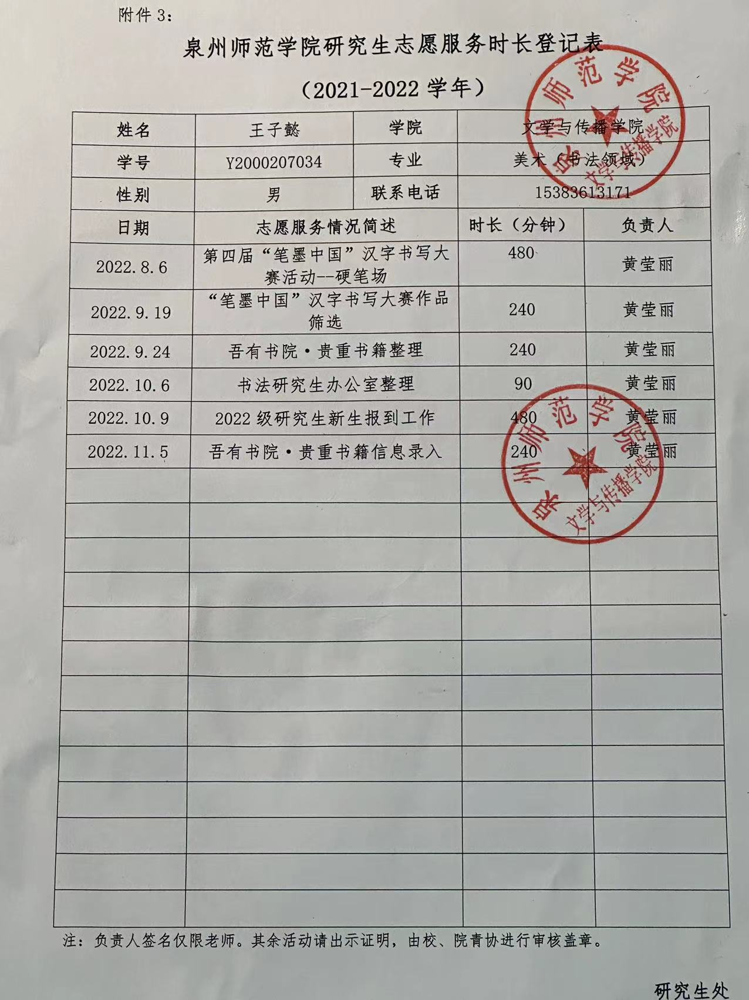 附件 3：
泉州师范学院研究生志愿服务时长登记表
（2021-2022 学年）
姓名 王子懿 学院 文学与传播学院
学号 Y2000207034 专业 美术（书法领域）
性别 男 联系电话 15383613171
日期 志愿服务情况简述 时长（分钟） 负责人
2022.8.6 第四届“笔墨中国”汉字书写大 480 黄莹丽
赛活动--硬笔场
2022.9.19 “笔墨中国”汉字书写大赛作品 240 黄莹丽
筛选
2022.9.24 吾有书院·贵重书籍整理 240 黄莹丽
2022.10.6 书法研究生办公室整理 90 黄莹丽
2022.10.9 2022 级研究生新生报到工作 480 黄莹丽
2022.11.5 吾有书院·贵重书籍信息录入 240 黄莹丽
注：负责人签名仅限老师。其余活动请出示证明，由校、院青协进行审核盖章。
研究生处
泉州师范学院
文学与传播学院
泉州师范学院
文学与传播学院